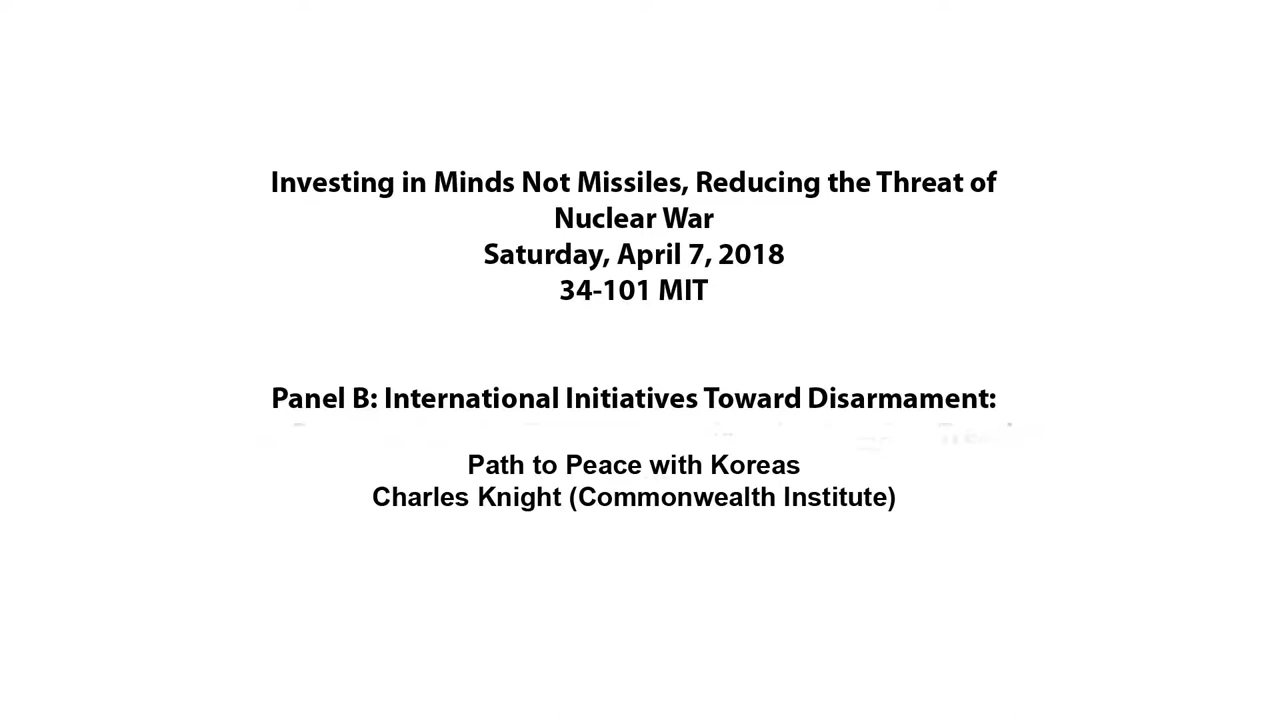 Investing in Minds Not Missiles, Reducing the Threat of
Nuclear War
Saturday, April 7, 2018
34-101 MIT
Panel B: International Initiatives Toward Disarmament:
Path to Peace with Koreas
Charles Knight (Commonwealth Institute)